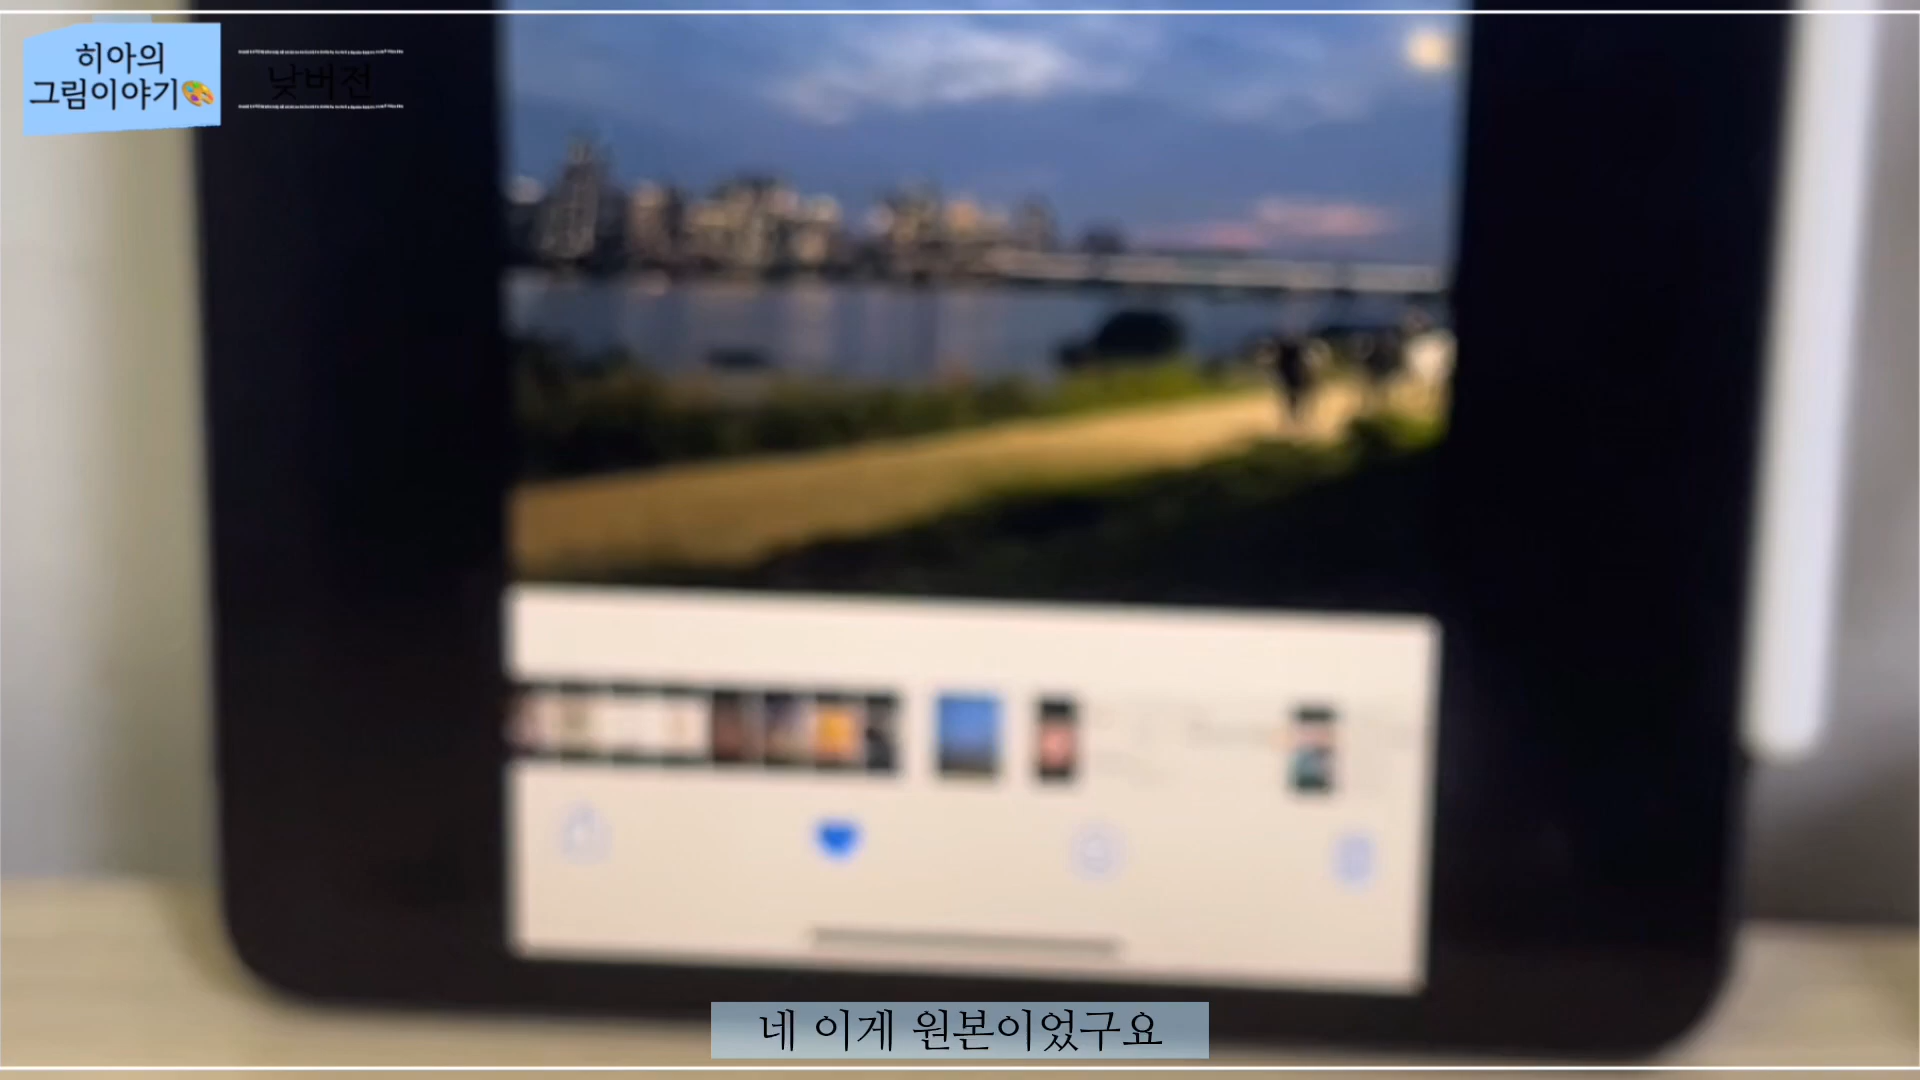 히아의
그림이야기🎨
낮버전
네 이게 원본이었구요